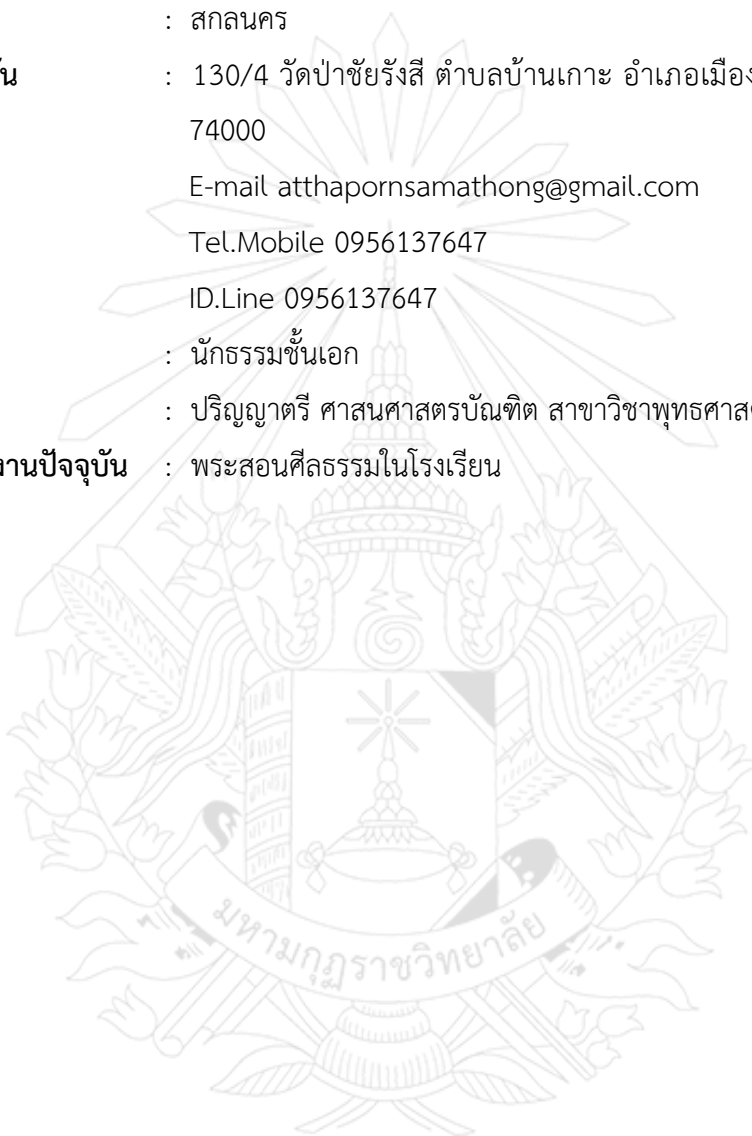 : สกลนคร
: 130/4 วัดป่าชัยรังสี ตำบลบ้านเกาะ อำเภอเมือง
74000
E-mail atthapornsamathong@gmail.com
Tel.Mobile 0956137647
ID.Line 0956137647
: นักธรรมชั้นเอก
: ปริญญาตรี ศาสนศาสตรบัณฑิต สาขาวิชาพุทธศาส
งานปัจจุบัน : พระสอนศีลธรรมในโรงเรียน
มหามกุฏราชวิทยาลัย